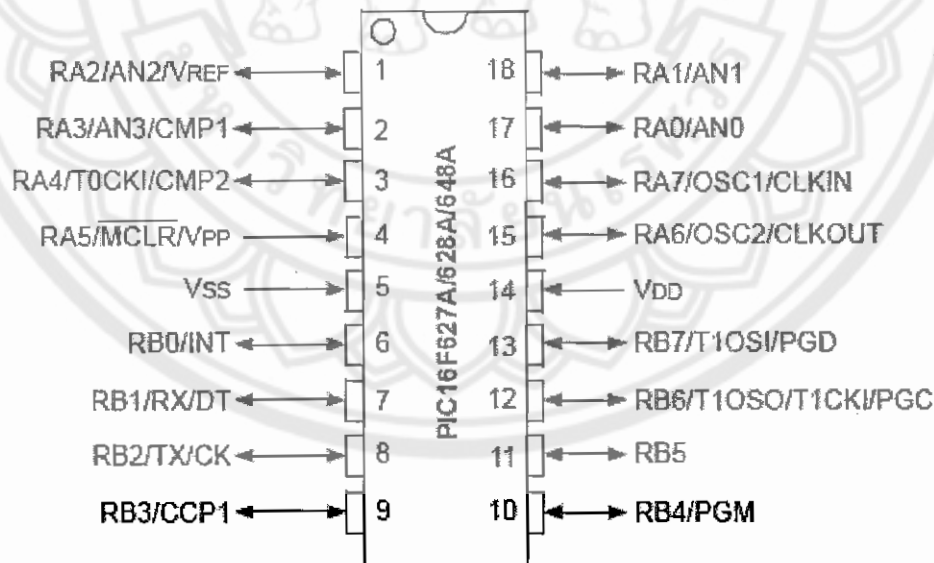 RA2/AN2/VREF 1 18 RA1/AN1
RA3/AN3/CMP1 2 17 RA0/AN0
RA4/T0CKI/CMP2 3 16 RA7/OSC1/CLKIN
RA5/MCLR/VPP 4 15 RA6/OSC2/CLKOUT
VSS 5 14 VDD
RB0/INT 6 13 RB7/T1OSI/PGD
RB1/RX/DT 7 12 RB6/T1OSO/T1CKI/PGC
RB2/TX/CK 8 11 RB5
RB3/CCP1 9 10 RB4/PGM
PIC16F627A/628A/648A